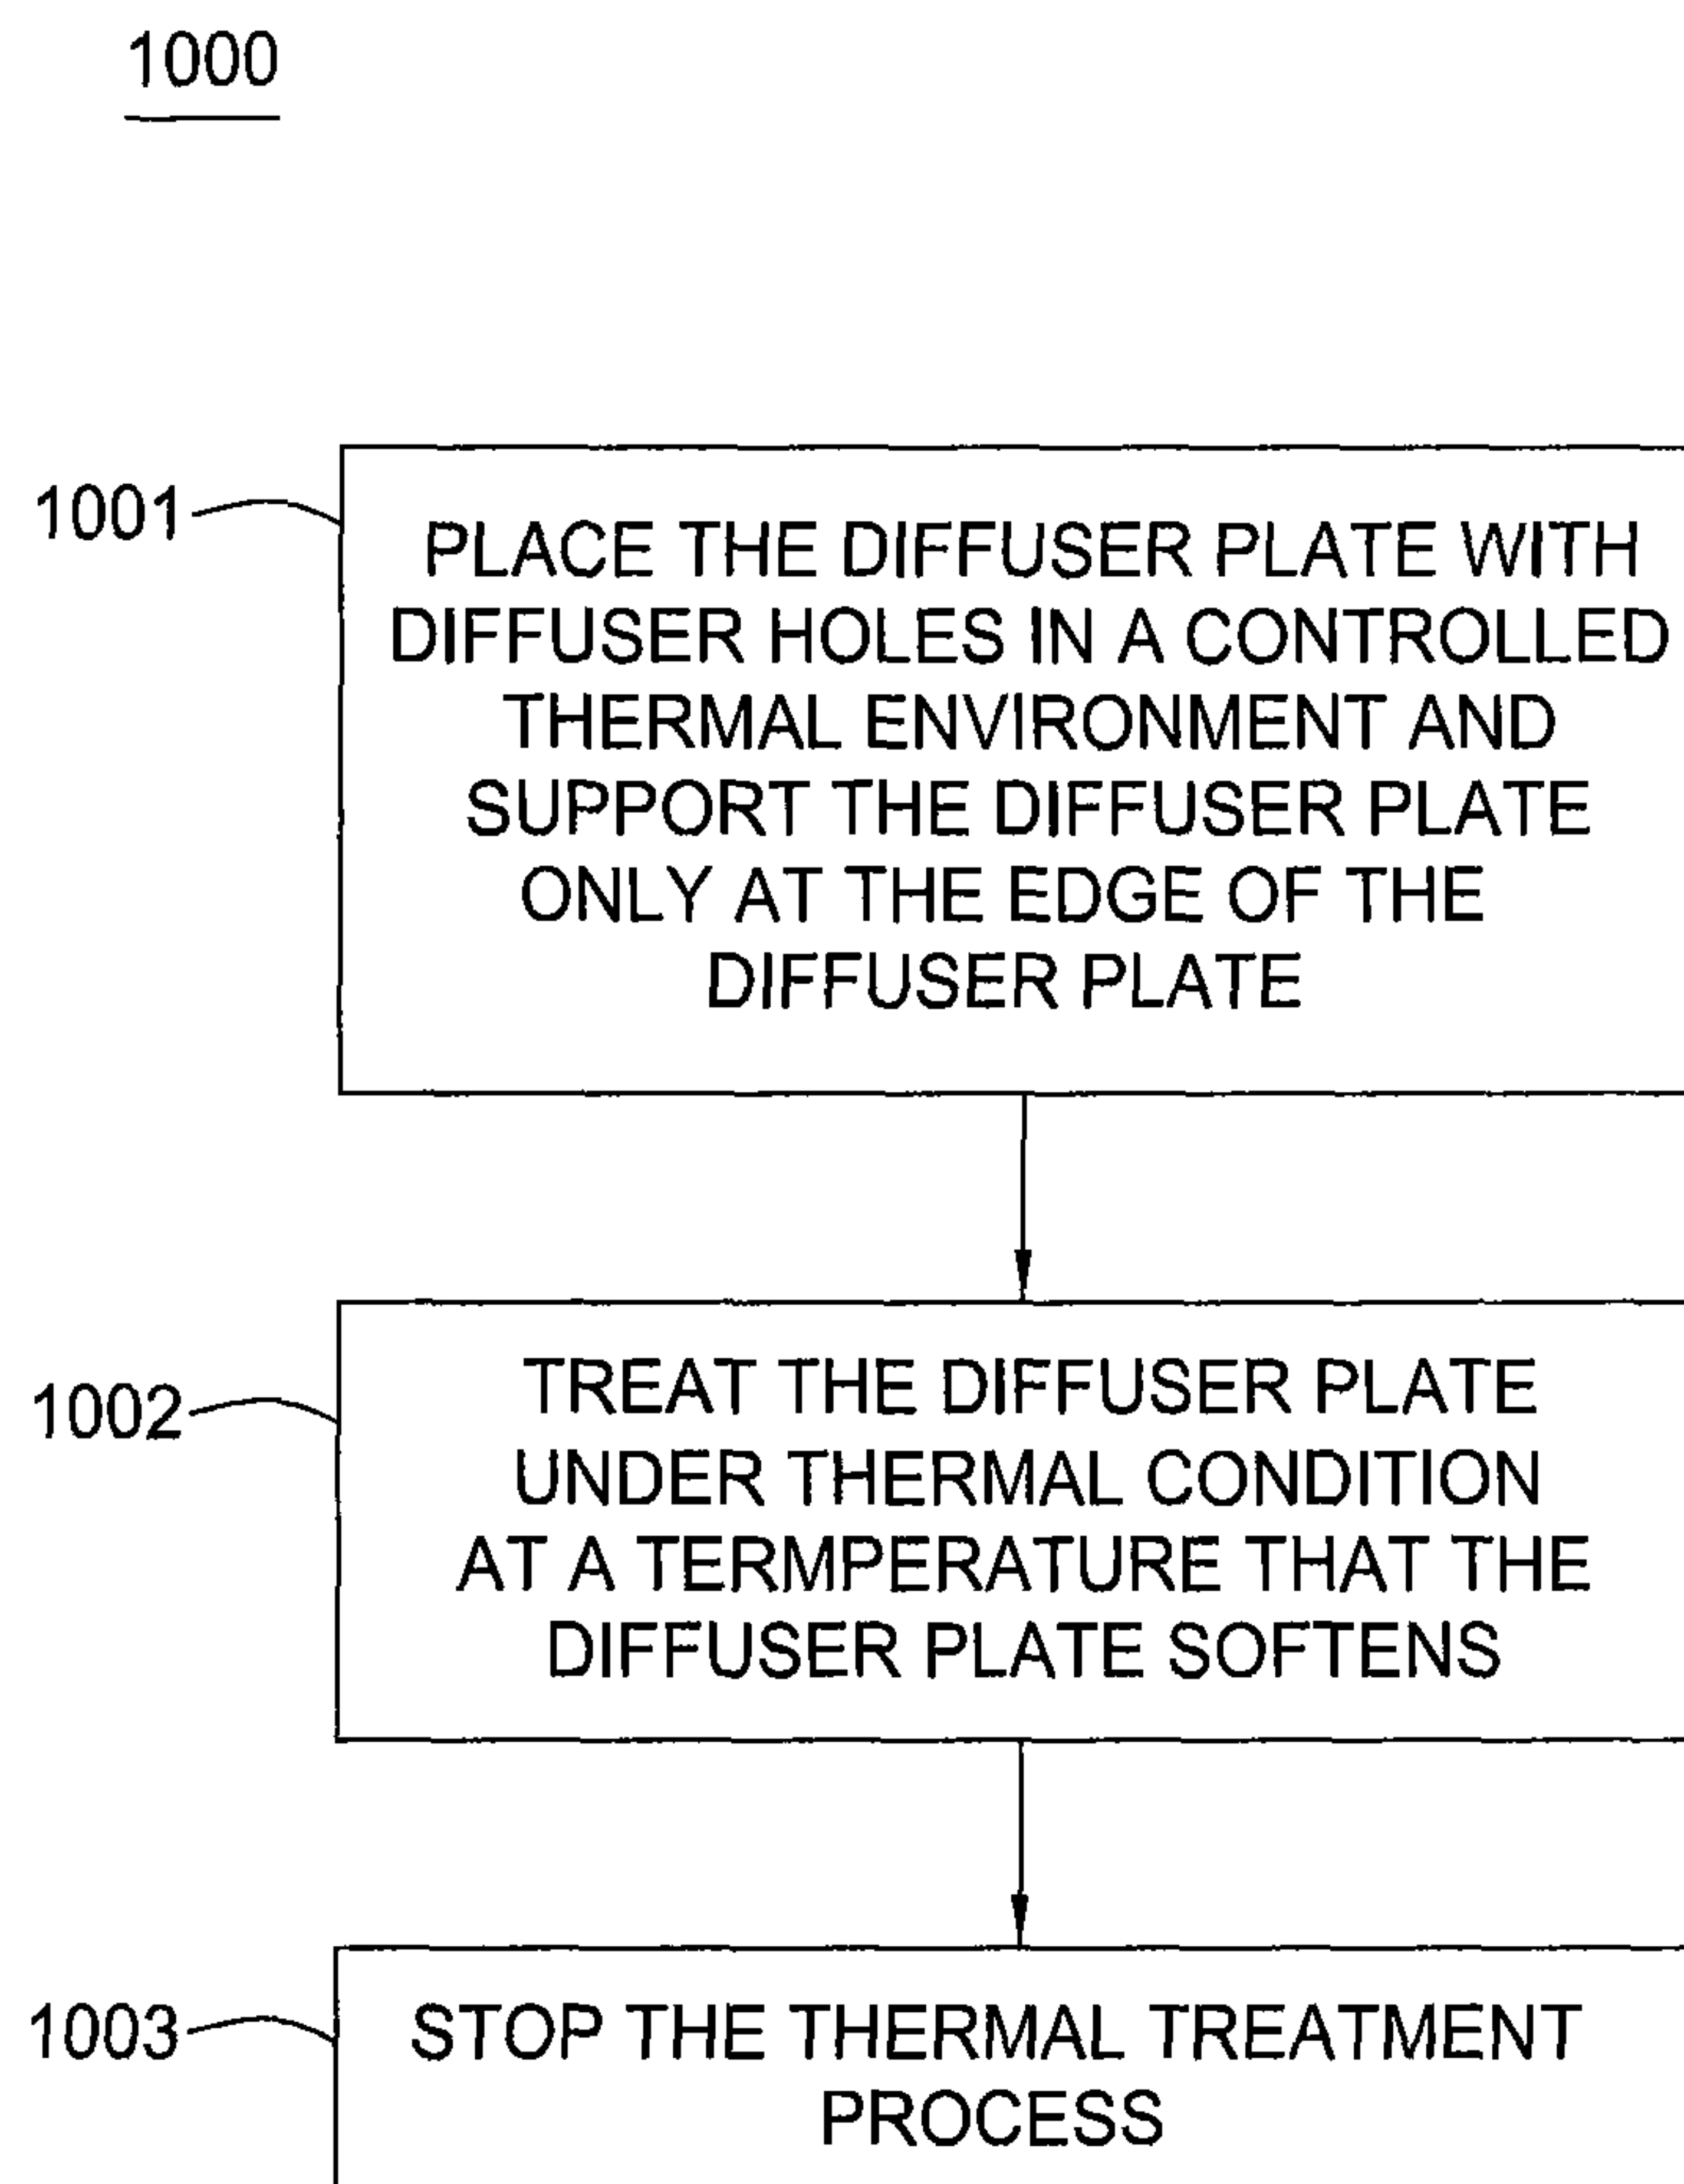 1000
1001
PLACE THE DIFFUSER PLATE WITH
DIFFUSER HOLES IN A CONTROLLED
THERMAL ENVIRONMENT AND
SUPPORT THE DIFFUSER PLATE
ONLY AT THE EDGE OF THE
DIFFUSER PLATE
1002
TREAT THE DIFFUSER PLATE
UNDER THERMAL CONDITION
AT A TERMPERATURE THAT THE
DIFFUSER PLATE SOFTENS
1003
STOP THE THERMAL TREATMENT
PROCESS